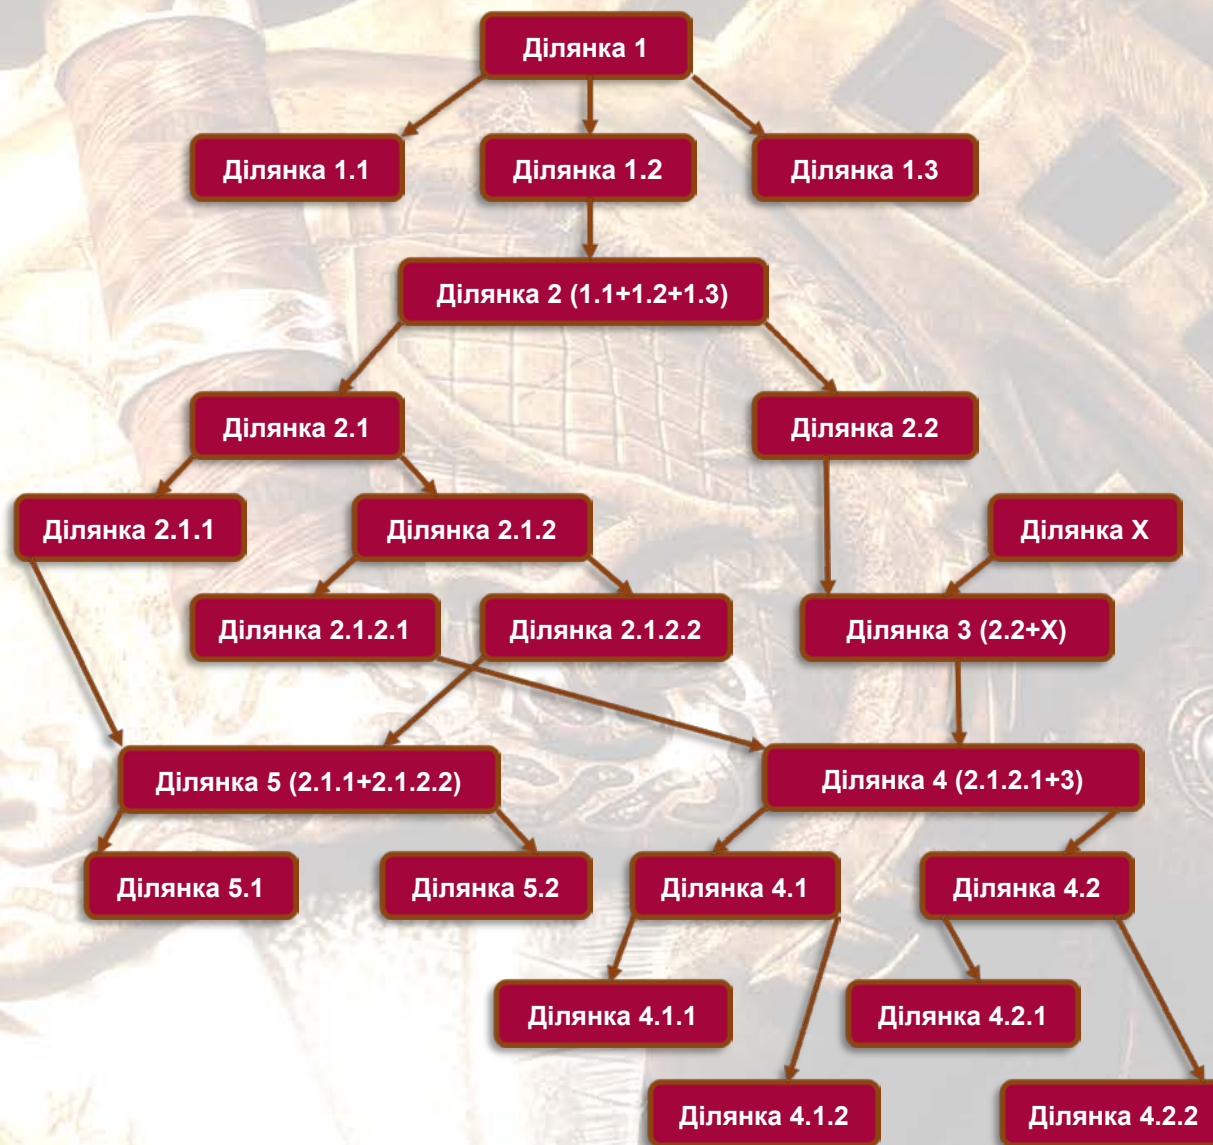 Ділянка 1
Ділянка 1.1
Ділянка 1.2
Ділянка 1.3
Ділянка 2 (1.1+1.2+1.3)
Ділянка 2.1
Ділянка 2.2
Ділянка 2.1.1
Ділянка 2.1.2
Ділянка X
Ділянка 2.1.2.1
Ділянка 2.1.2.2
Ділянка 3 (2.2+X)
Ділянка 5 (2.1.1+2.1.2.2)
Ділянка 4 (2.1.2.1+3)
Ділянка 5.1
Ділянка 5.2
Ділянка 4.1
Ділянка 4.2
Ділянка 4.1.1
Ділянка 4.2.1
Ділянка 4.1.2
Ділянка 4.2.2